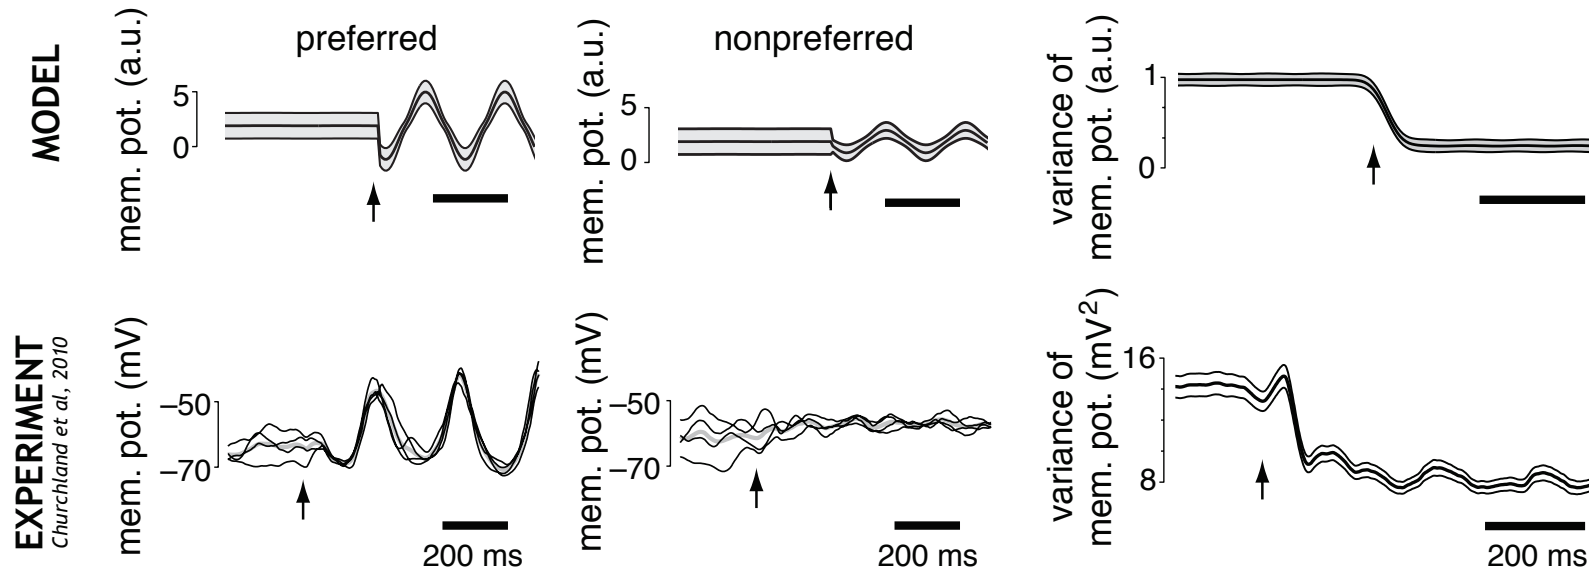 MODEL
preferred
mem. pot. (a.u.)
5
0
nonpreferred
mem. pot. (a.u.)
5
0
variance of
mem. pot. (a.u.)
1
0
EXPERIMENT
Churchland et al, 2010
mem. pot. (mV)
−50
−70
200 ms
mem. pot. (mV)
−50
−70
200 ms
variance of
mem. pot. (mV²)
16
8
200 ms